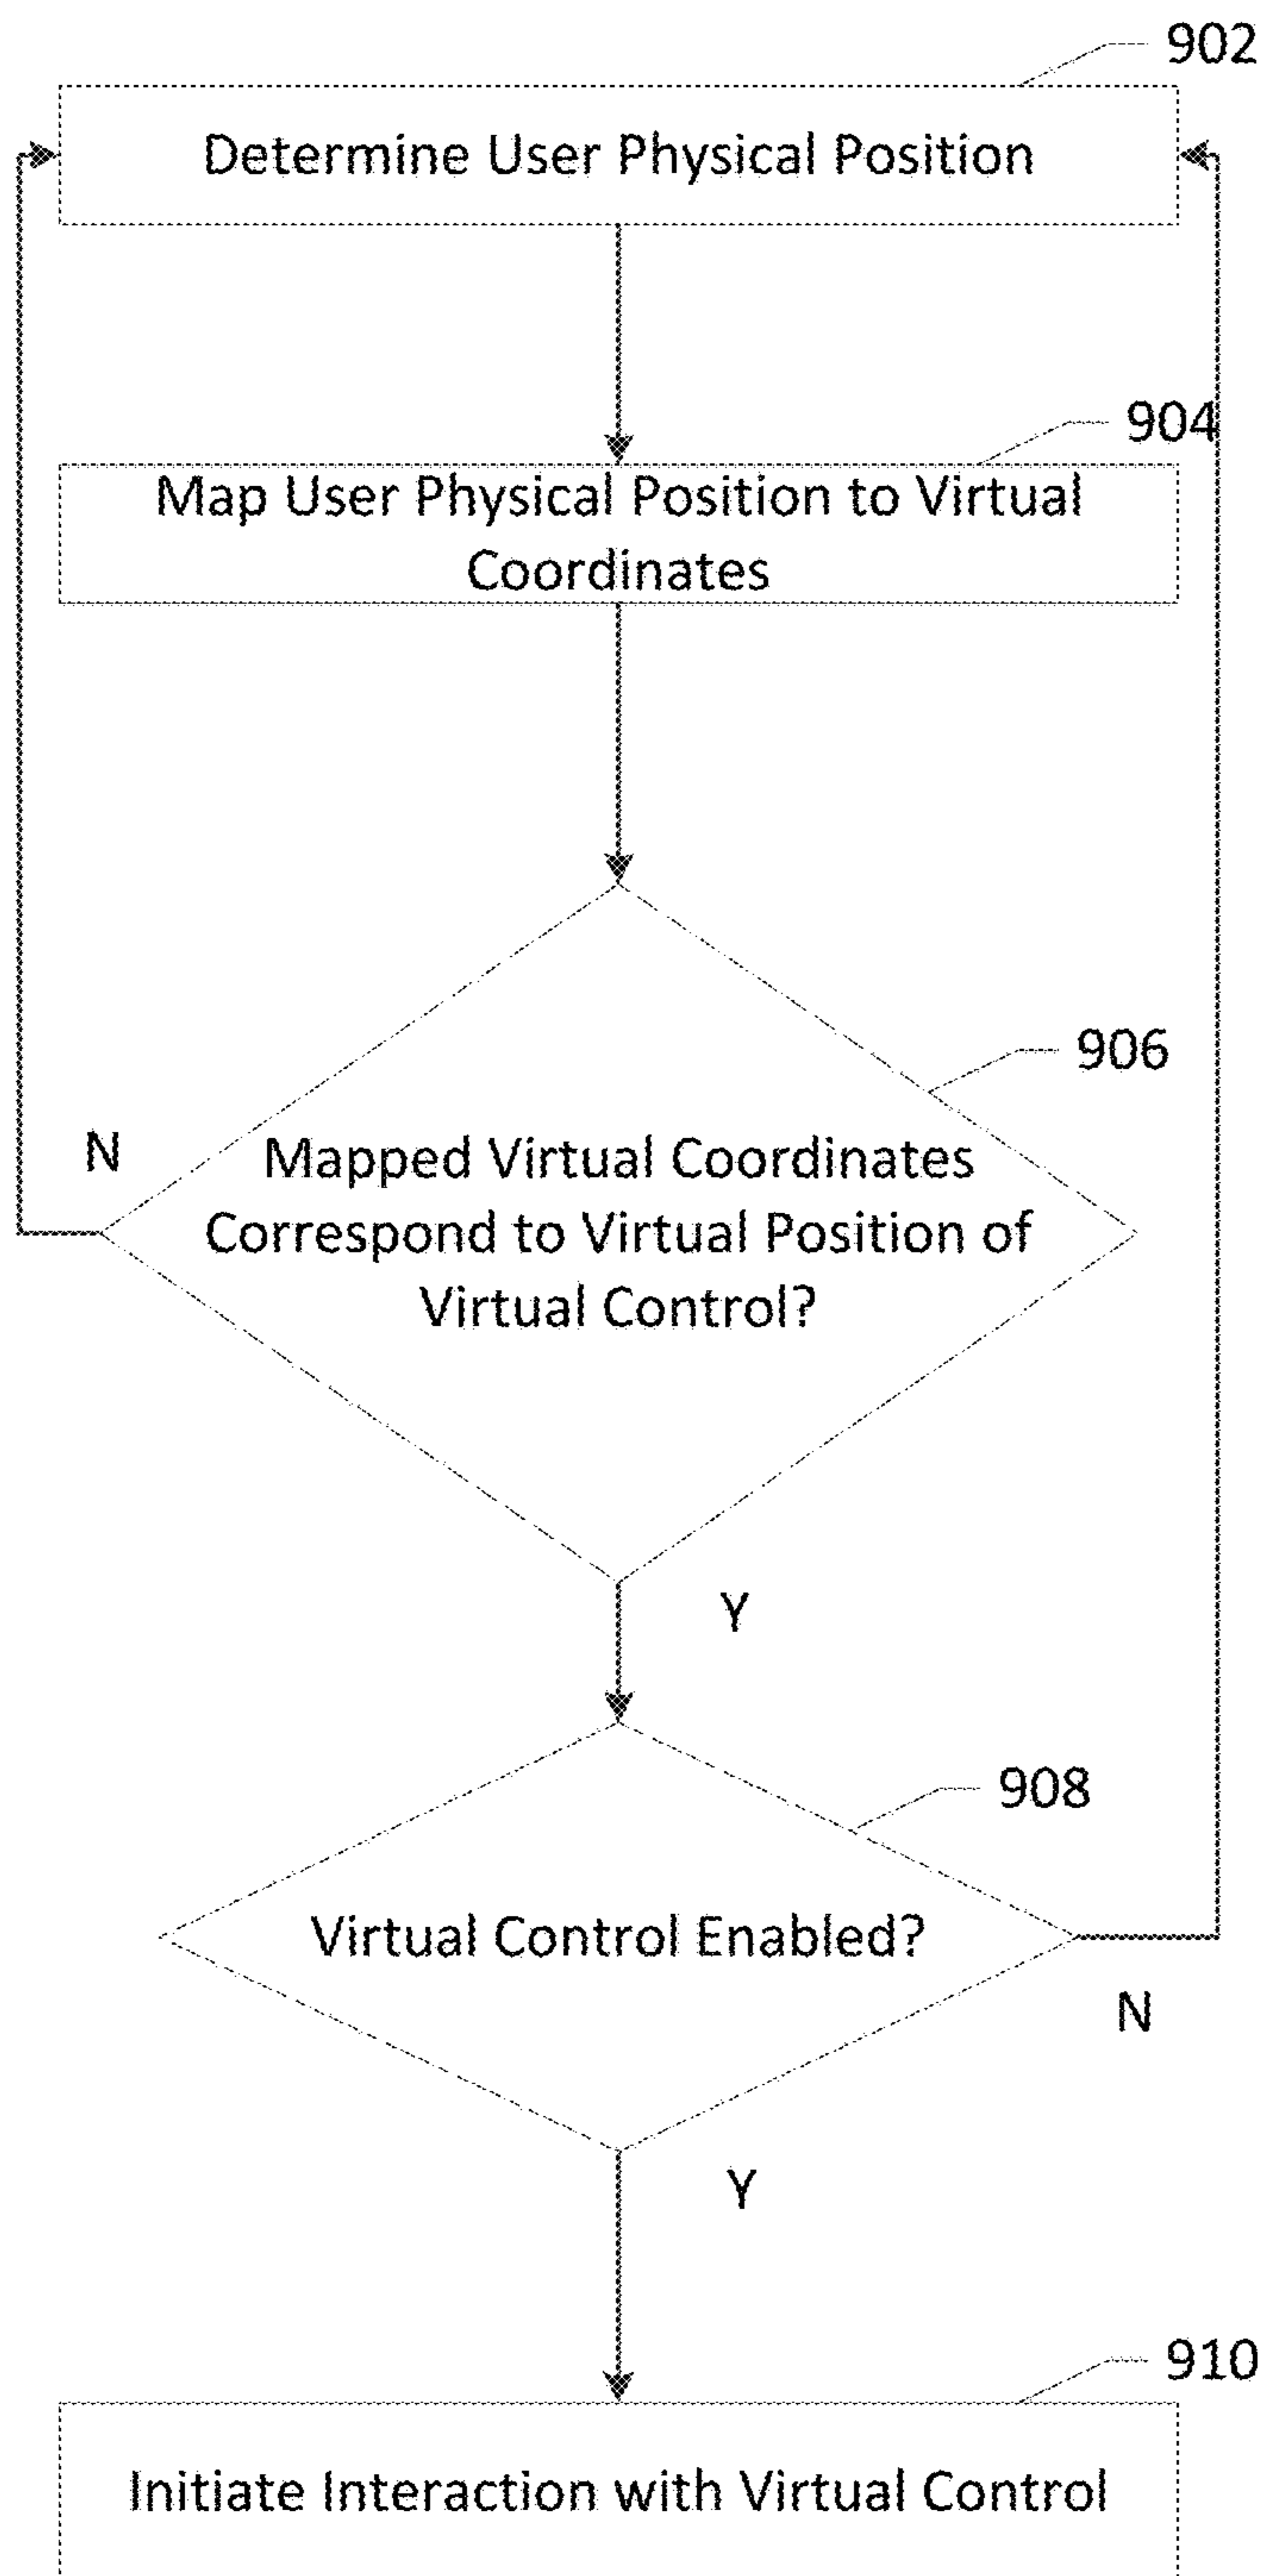 902
Determine User Physical Position
904
Map User Physical Position to Virtual
Coordinates
906
N
Mapped Virtual Coordinates
Correspond to Virtual Position of
Virtual Control?
Y
908
Virtual Control Enabled?
N
Y
910
Initiate Interaction with Virtual Control